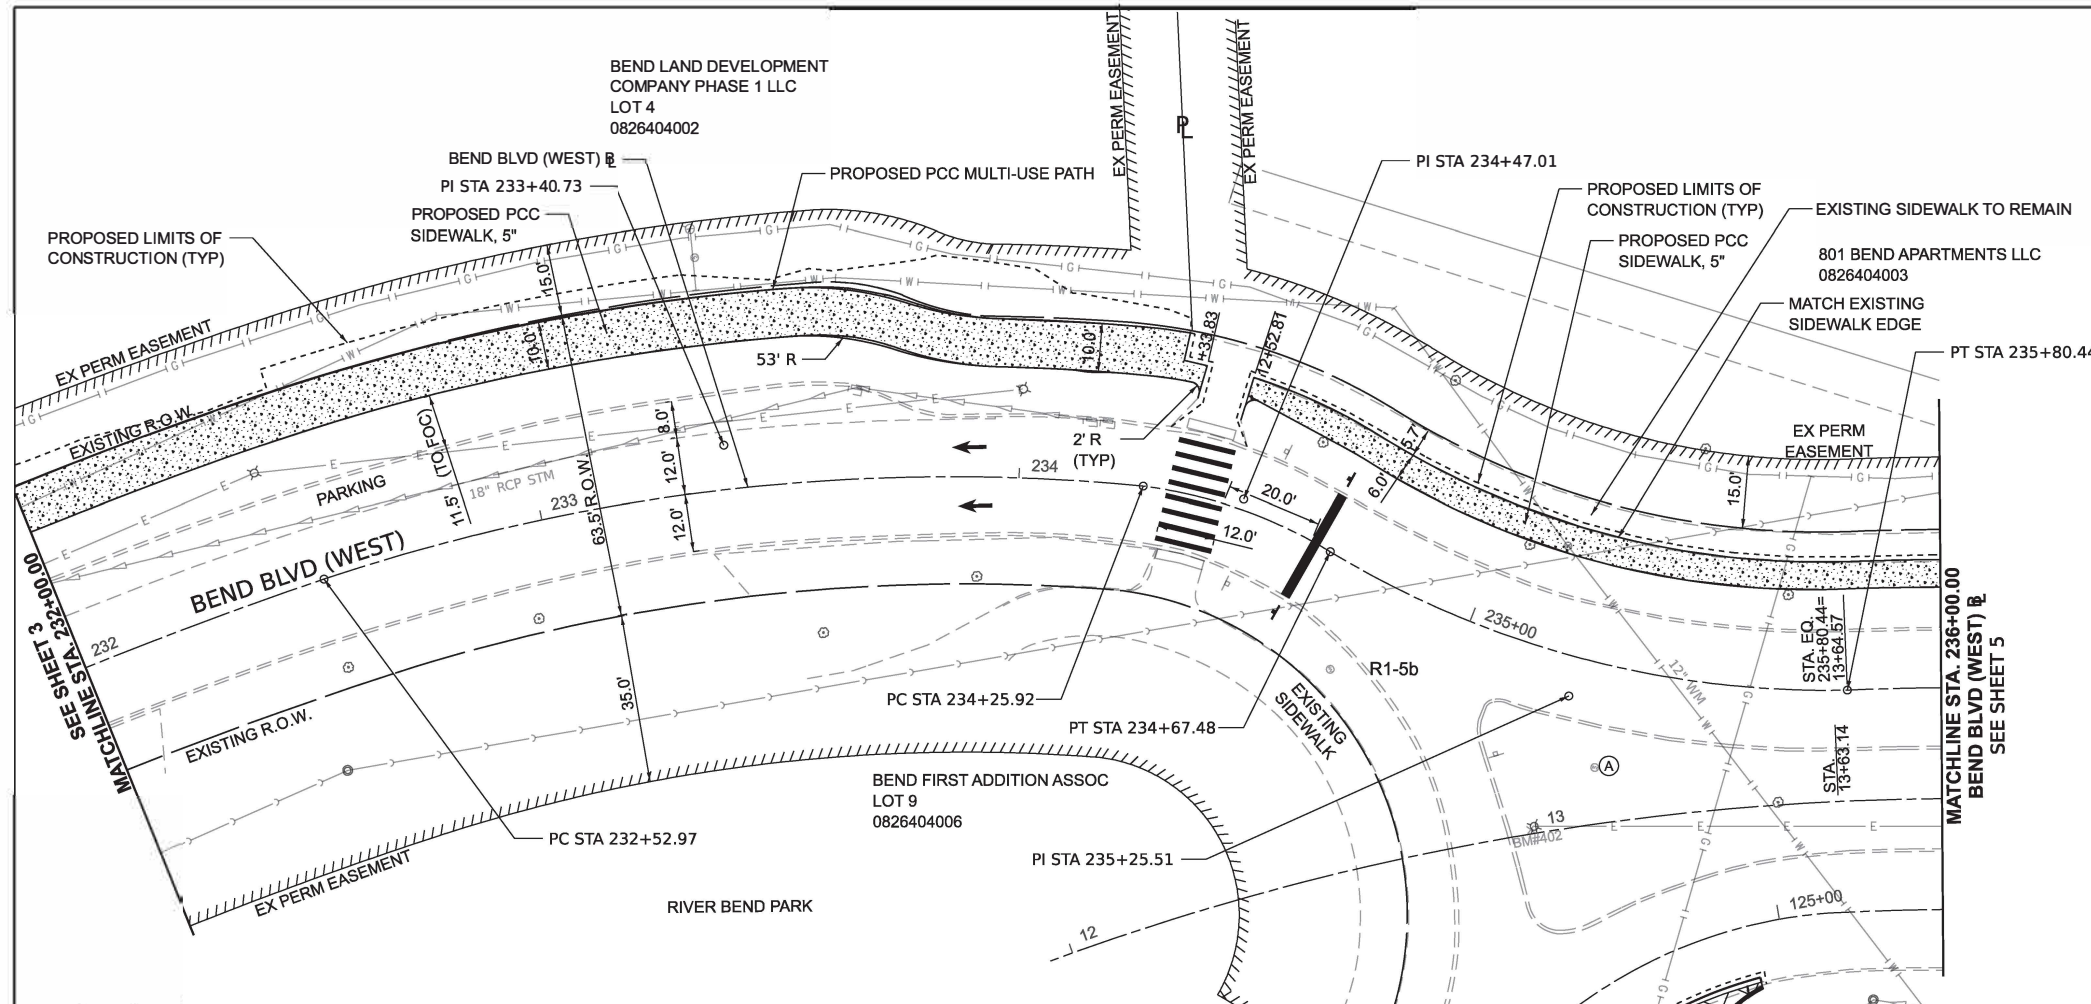 BEND LAND DEVELOPMENT
COMPANY PHASE 1 LLC
LOT 4
0826404002
BEND BLVD (WEST) BL
PI STA 233+40.73
PROPOSED PCC
SIDEWALK, 5"
PROPOSED LIMITS OF
CONSTRUCTION (TYP)
PROPOSED PCC MULTI-USE PATH
EX PERM EASEMENT
PL
EX PERM EASEMENT
PI STA 234+47.01
PROPOSED LIMITS OF
CONSTRUCTION (TYP)
EXISTING SIDEWALK TO REMAIN
PROPOSED PCC
SIDEWALK, 5"
801 BEND APARTMENTS LLC
0826404003
MATCH EXISTING
SIDEWALK EDGE
PT STA 235+80.44
EX PERM EASEMENT
EXISTING R.O.W.
15.0'
10.0'
53' R
10.0'
+33.83
12+52.81
2' R
(TYP)
5.7'
6.0'
EX PERM
EASEMENT
15.0'
11.5' (TO FOC)
8.0'
12.0'
12.0'
63.5' R.O.W.
PARKING
18" RCP STM
232
233
234
235+00
BEND BLVD (WEST)
20.0'
12.0'
SEE SHEET 3
MATCHLINE STA. 232+00.00
EXISTING R.O.W.
35.0'
PC STA 234+25.92
PT STA 234+67.48
EXISTING
SIDEWALK
R1-5b
12" WM
STA. EQ.
235+80.44=
13+64.57
STA.
13+63.14
MATCHLINE STA. 236+00.00
BEND BLVD (WEST) BL
SEE SHEET 5
A
BEND FIRST ADDITION ASSOC
LOT 9
0826404006
PC STA 232+52.97
PI STA 235+25.51
13
BM#402
EX PERM EASEMENT
RIVER BEND PARK
12
125+00